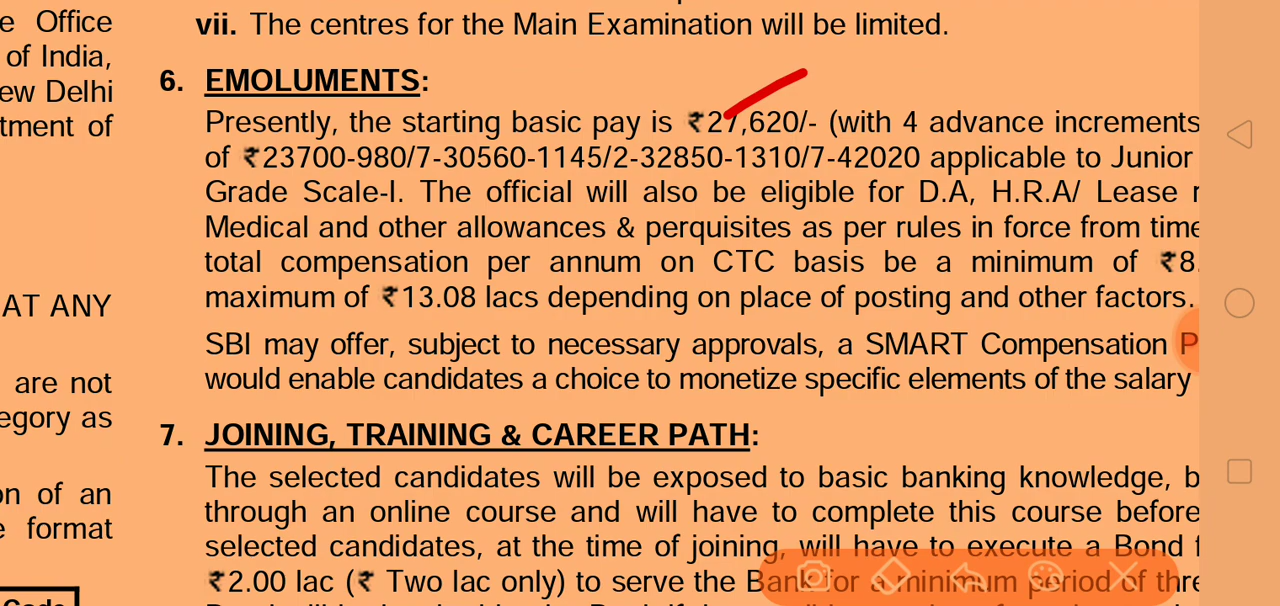 e Office
of India,
ew Delhi
tment of
AT ANY
are not
egory as
on of an
e format
Code
vii. The centres for the Main Examination will be limited.
6. EMOLUMENTS:
Presently, the starting basic pay is ₹27,620/- (with 4 advance increments
of ₹23700-980/7-30560-1145/2-32850-1310/7-42020 applicable to Junior
Grade Scale-I. The official will also be eligible for D.A, H.R.A/ Lease r
Medical and other allowances & perquisites as per rules in force from time
total compensation per annum on CTC basis be a minimum of ₹8.
maximum of ₹13.08 lacs depending on place of posting and other factors.
SBI may offer, subject to necessary approvals, a SMART Compensation P
would enable candidates a choice to monetize specific elements of the salary
7. JOINING, TRAINING & CAREER PATH:
The selected candidates will be exposed to basic banking knowledge, b
through an online course and will have to complete this course before
selected candidates, at the time of joining, will have to execute a Bond f
₹2.00 lac (₹ Two lac only) to serve the Bank for a minimum period of thre